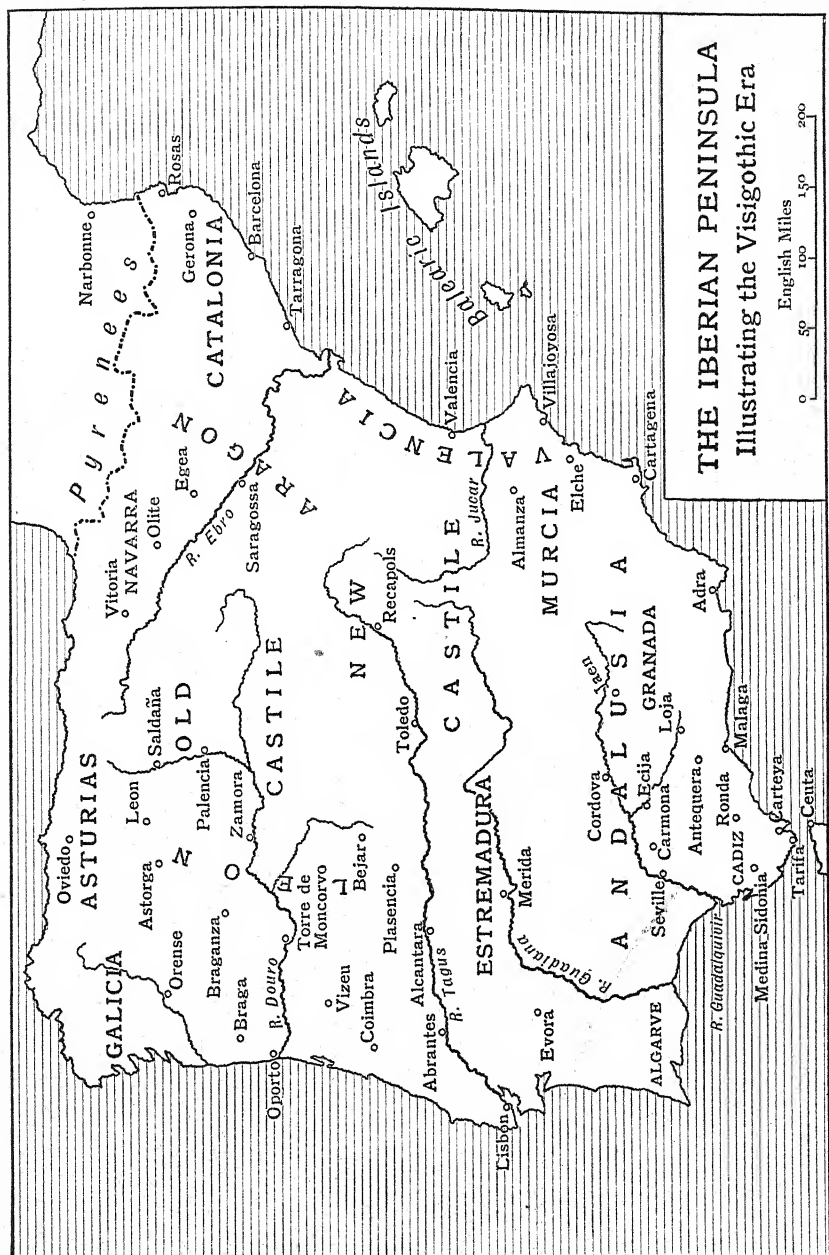 THE IBERIAN PENINSULA
Illustrating the Visigothic Era
English Miles
0 50 100 150 200
Pyrenees
Narbonne
Rosas
Gerona
CATALONIA
Barcelona
Tarragona
Balearic Islands
Vitoria
NAVARRA
Olite
Egea
ARAGON
R. Ebro
Saragossa
Oviedo
ASTURIAS
GALICIA
Leon
Saldaña
Astorga
Orense
LEON
OLD CASTILE
Palencia
Zamora
Braganza
Braga
R. Douro
Oporto
Torre de
Moncorvo
Bejar
Vizeu
Coimbra
Plasencia
Alcantara
Abrantes
R. Tagus
NEW CASTILE
Recapols
Toledo
R. Jucar
VALENCIA
Valencia
Villajoyosa
Almanza
Elche
MURCIA
Cartagena
ESTREMADURA
Merida
R. Guadiana
Lisbon
Evora
ALGARVE
ANDALUSIA
Cordova
Jaen
Ecija
Carmona
Seville
GRANADA
Loja
Adra
Antequera
Malaga
Ronda
R. Guadalquivir
CADIZ
Medina-Sidonia
Carteya
Tarifa
Ceuta